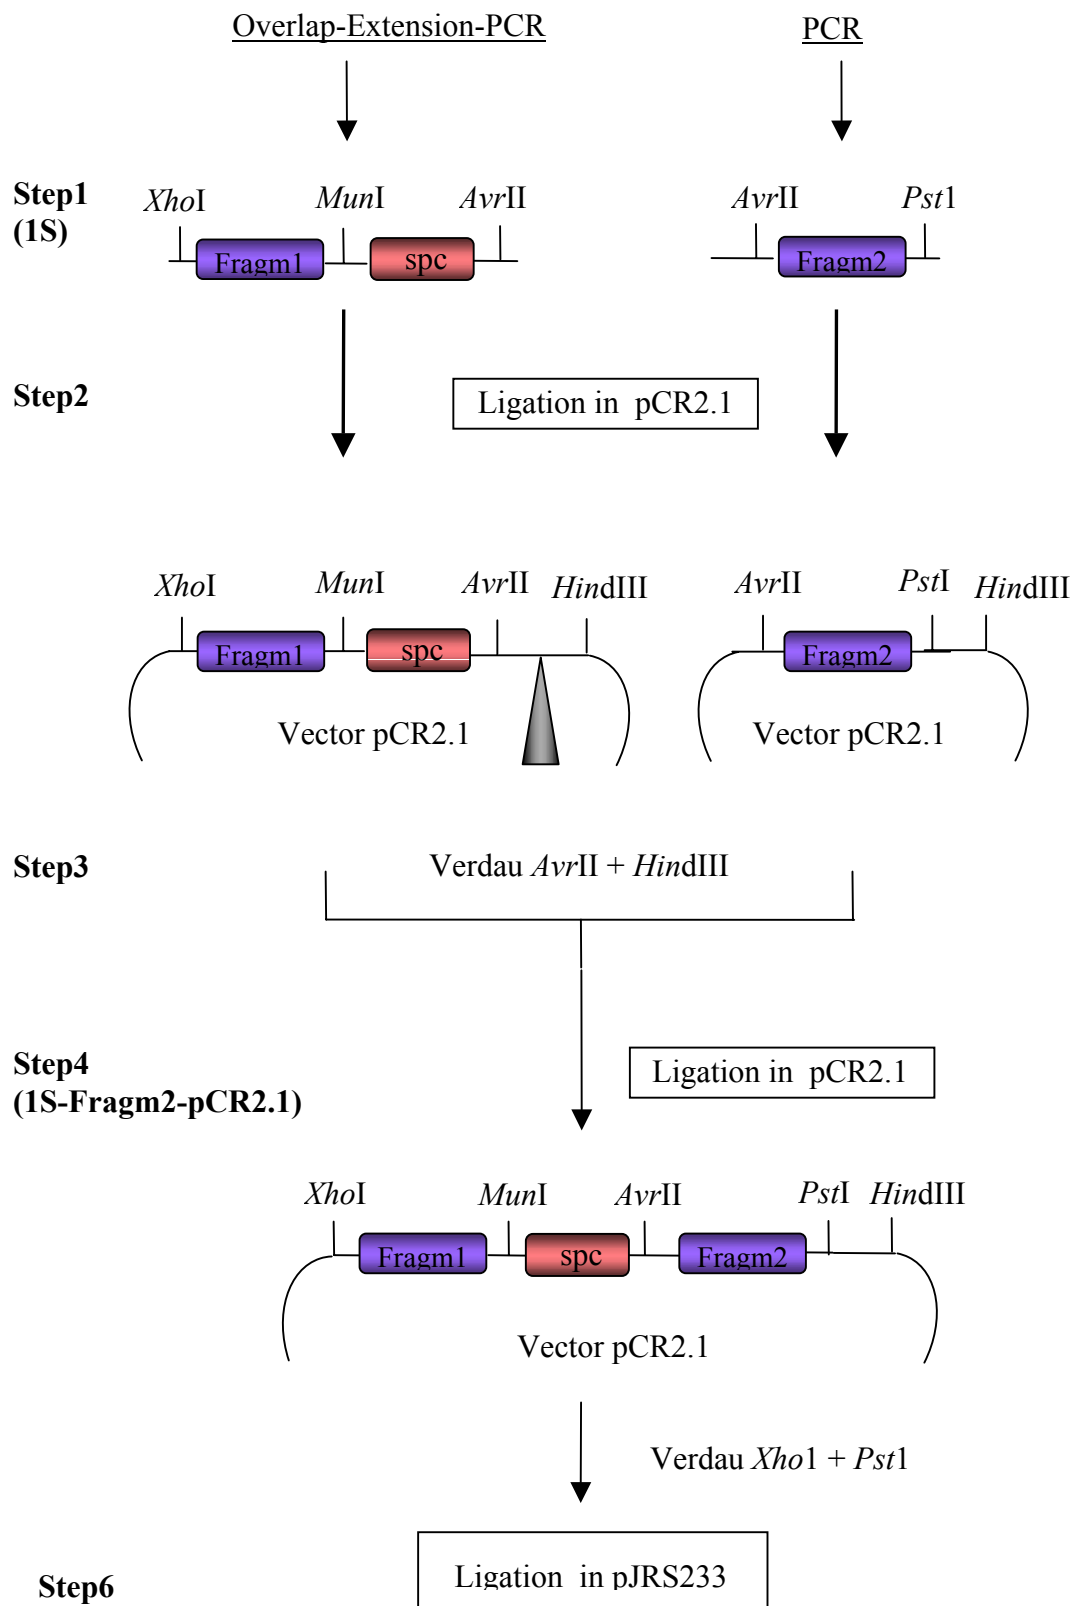 Overlap-Extension-PCR PCR
Step1
(1S)
XhoI MunI AvrII AvrII Pst1
Fragm1 spc Fragm2
Step2
Ligation in pCR2.1
XhoI MunI AvrII HindIII AvrII PstI HindIII
Fragm1 spc Fragm2
Vector pCR2.1 Vector pCR2.1
Step3
Verdau AvrII + HindIII
Step4
(1S-Fragm2-pCR2.1)
Ligation in pCR2.1
XhoI MunI AvrII PstI HindIII
Fragm1 spc Fragm2
Vector pCR2.1
Verdau Xho1 + Pst1
Step6
Ligation in pJRS233